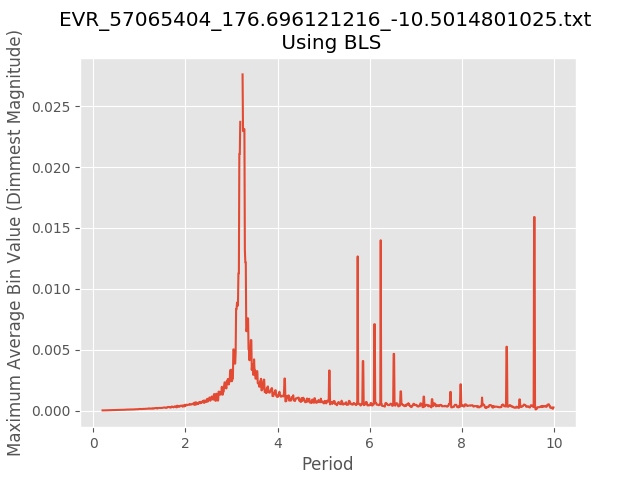 EVR_57065404_176.696121216_-10.5014801025.txt
Using BLS
Maximum Average Bin Value (Dimmest Magnitude)
0.025
0.020
0.015
0.010
0.005
0.000
0 2 4 6 8 10
Period